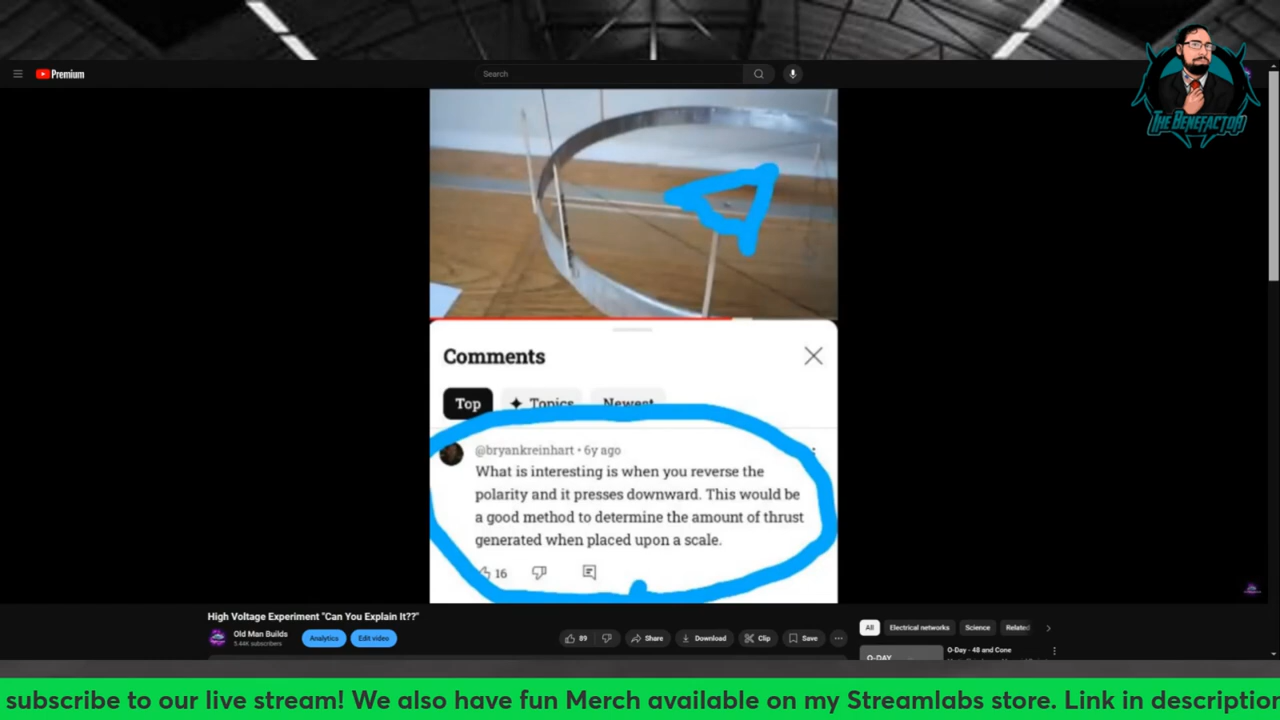 Premium
Search
THE BENEFACTOR
Comments
Top
Topics
Newest
@bryankreinhart • 6y ago
What is interesting is when you reverse the
polarity and it presses downward. This would be
a good method to determine the amount of thrust
generated when placed upon a scale.
16
High Voltage Experiment "Can You Explain It??"
Old Man Builds
5.44K subscribers
Analytics
Edit video
89
Share
Download
Clip
Save
All
Electrical networks
Science
Related
O-DAY
O-Day - 48 and Cone
subscribe to our live stream! We also have fun Merch available on my Streamlabs store. Link in description